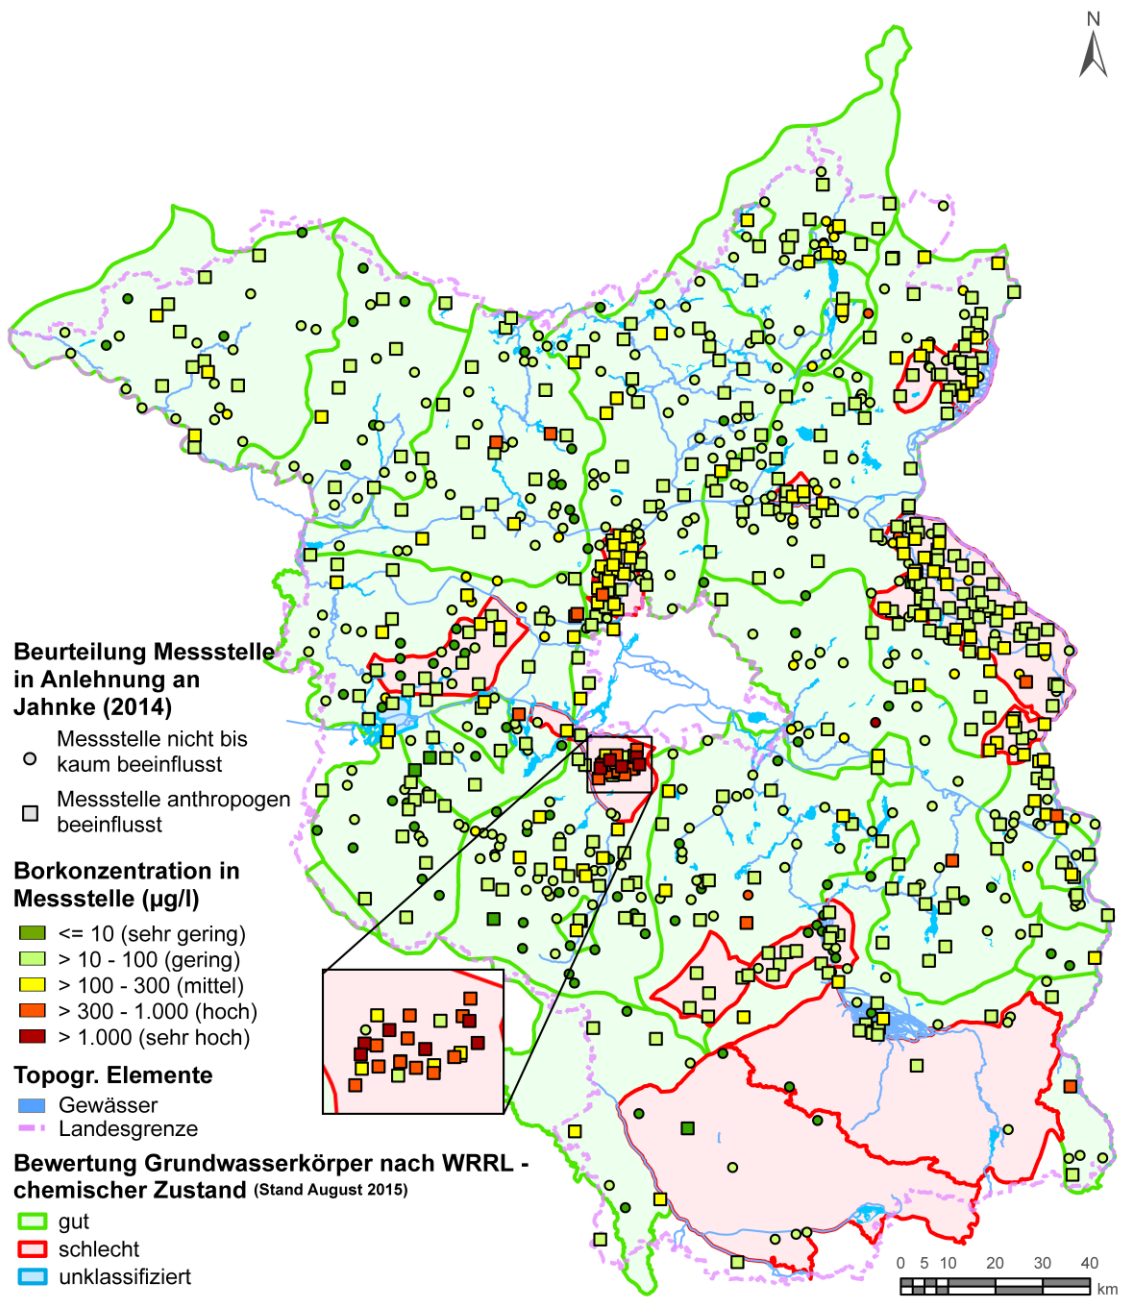 N
Beurteilung Messstelle
in Anlehnung an
Jahnke (2014)
Messstelle nicht bis
kaum beeinflusst
Messstelle anthropogen
beeinflusst
Borkonzentration in
Messstelle (µg/l)
<= 10 (sehr gering)
> 10 - 100 (gering)
> 100 - 300 (mittel)
> 300 - 1.000 (hoch)
> 1.000 (sehr hoch)
Topogr. Elemente
Gewässer
Landesgrenze
Bewertung Grundwasserkörper nach WRRL -
chemischer Zustand (Stand August 2015)
gut
schlecht
unklassifiziert
0 5 10 20 30 40
km